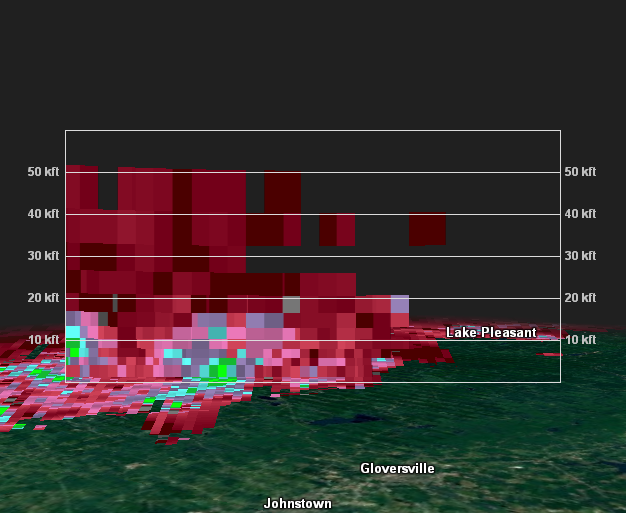 50 kft 50 kft
40 kft 40 kft
30 kft 30 kft
20 kft 20 kft
Lake Pleasant
10 kft 10 kft
Gloversville
Johnstown